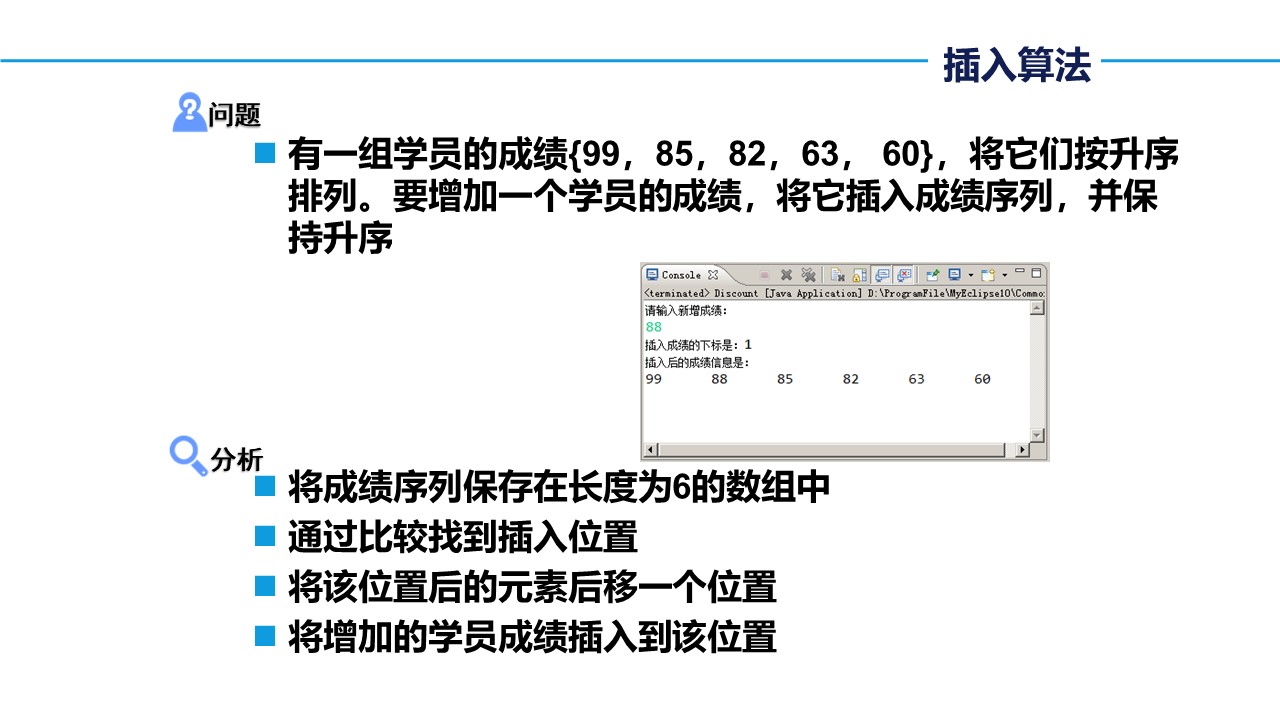 插入算法
问题
有一组学员的成绩{99，85，82，63， 60}，将它们按升序
排列。要增加一个学员的成绩，将它插入成绩序列，并保
持升序
Console
<terminated> Discount [Java Application] D:\ProgramFile\MyEclipse10\Commo
请输入新增成绩：
88
插入成绩的下标是：1
插入后的成绩信息是：
99 88 85 82 63 60
分析
将成绩序列保存在长度为6的数组中
通过比较找到插入位置
将该位置后的元素后移一个位置
将增加的学员成绩插入到该位置